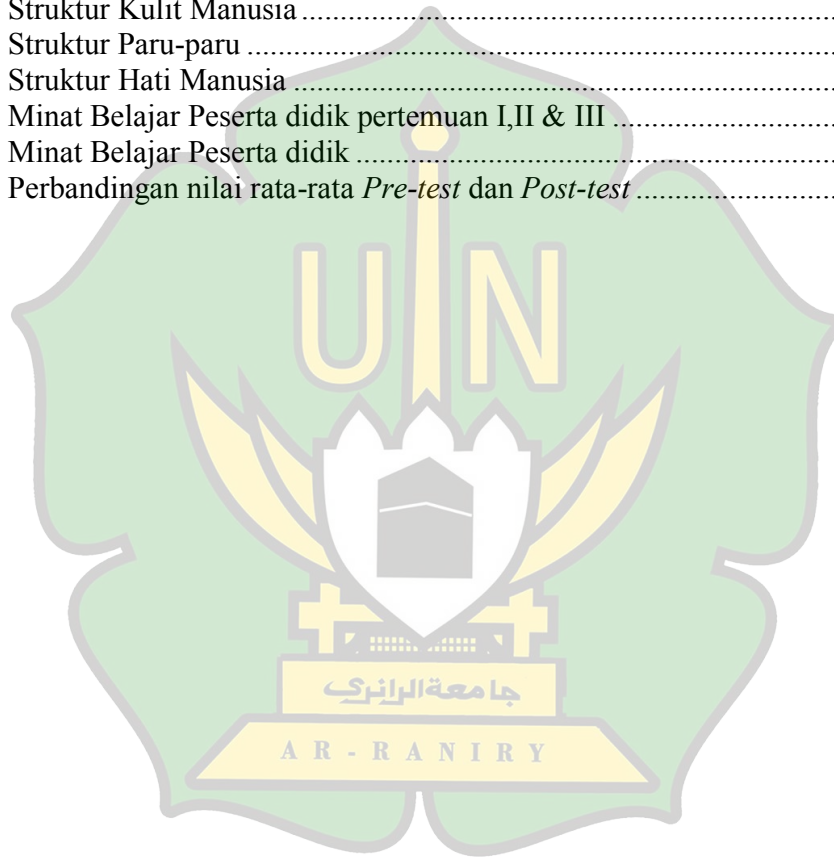 Struktur Kulit Manusia ....................................................................
Struktur Paru-paru ...........................................................................
Struktur Hati Manusia ......................................................................
Minat Belajar Peserta didik pertemuan I,II & III .............................
Minat Belajar Peserta didik .............................................................
Perbandingan nilai rata-rata Pre-test dan Post-test .........................
UIN
جامعة الرانري
AR-RANIRY